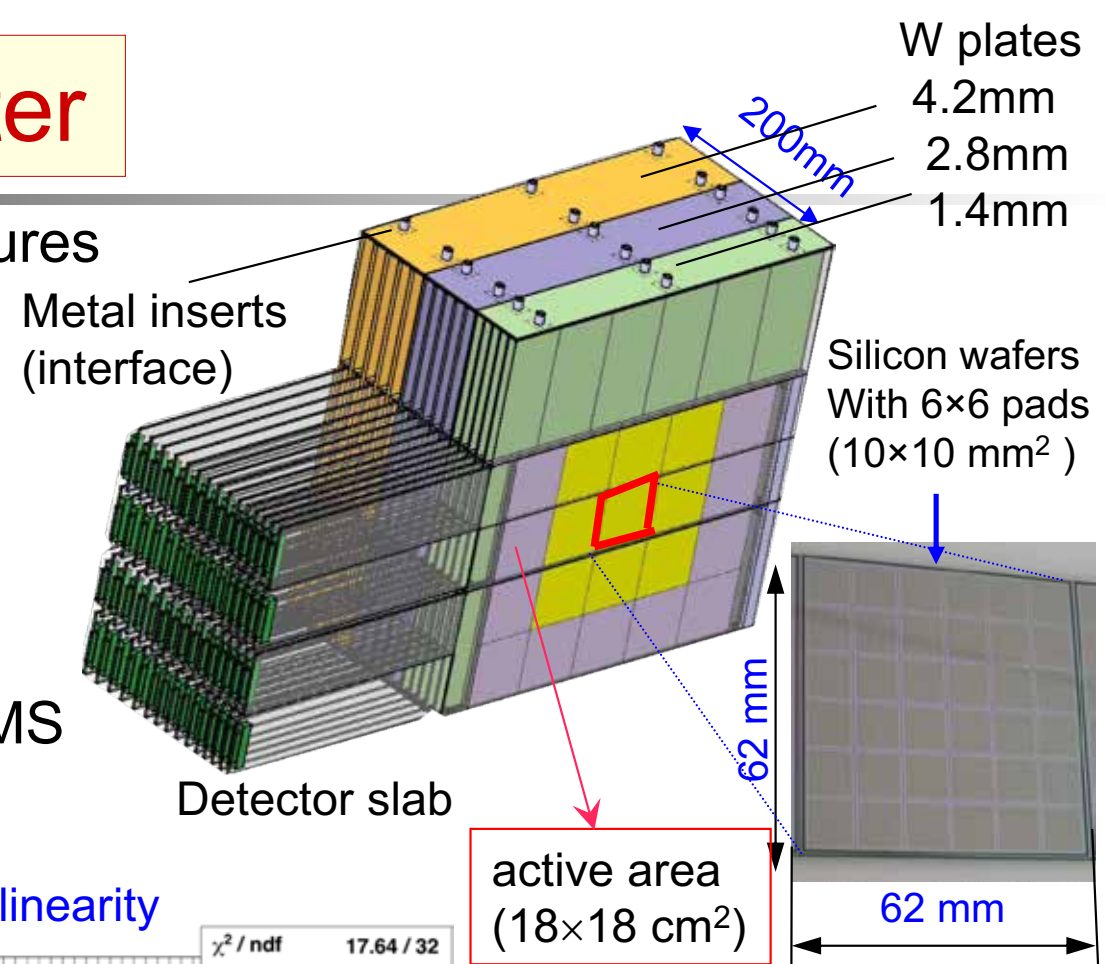 ter
W plates
4.2mm
2.8mm
1.4mm
200mm
ures
Metal inserts
(interface)
Silicon wafers
With 6×6 pads
(10×10 mm² )
62 mm
MS
Detector slab
active area
(18×18 cm²)
62 mm
linearity
χ² / ndf 17.64 / 32